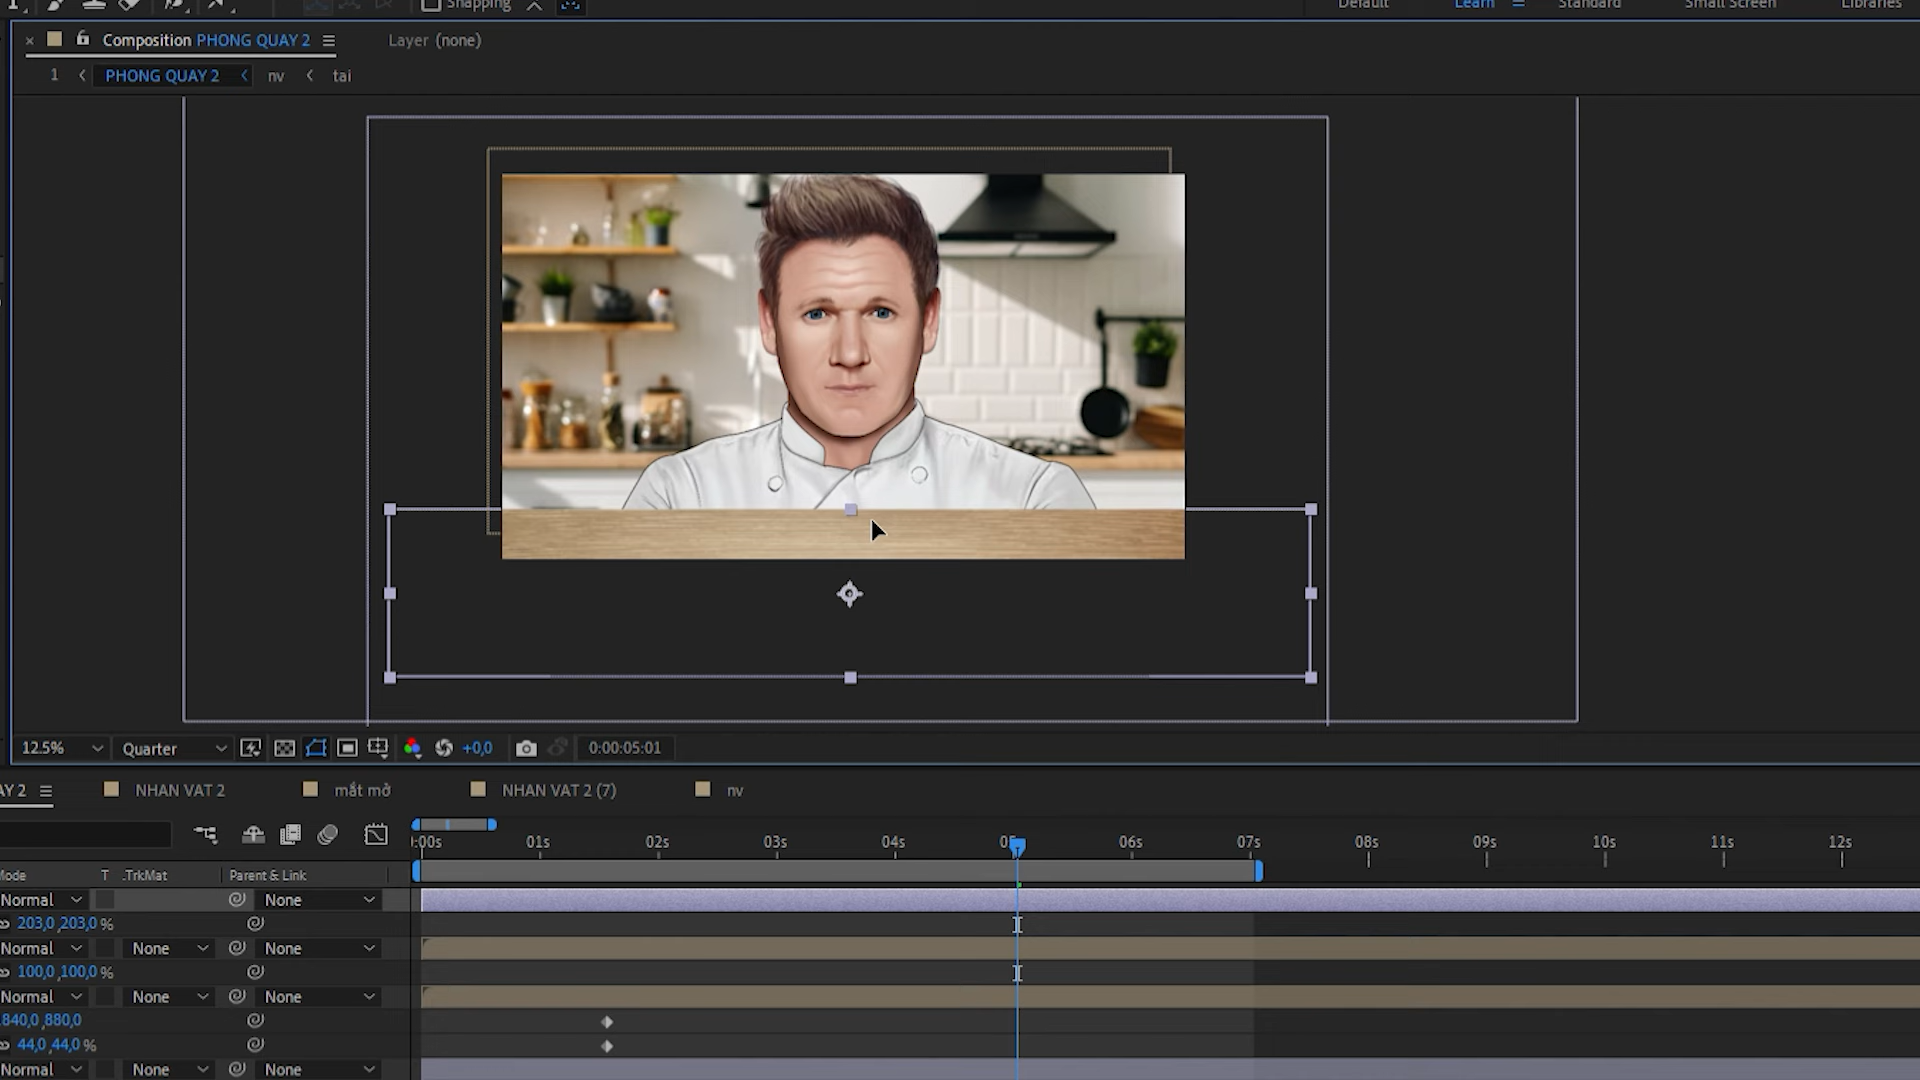 Snapping
Default
Learn
Standard
Small Screen
Libraries
Composition PHONG QUAY 2
Layer (none)
1
PHONG QUAY 2
nv
tai
12.5%
Quarter
+0,0
0:00:05:01
AY 2
NHAN VAT 2
mắt mở
NHAN VAT 2 (7)
nv
:00s
01s
02s
03s
04s
06s
07s
08s
09s
10s
11s
12s
Mode
T
.TrkMat
Parent & Link
Normal
None
203,0,203,0 %
Normal
None
None
100,0,100,0 %
Normal
None
None
840,0,880,0
44,0,44,0 %
Normal
None
None